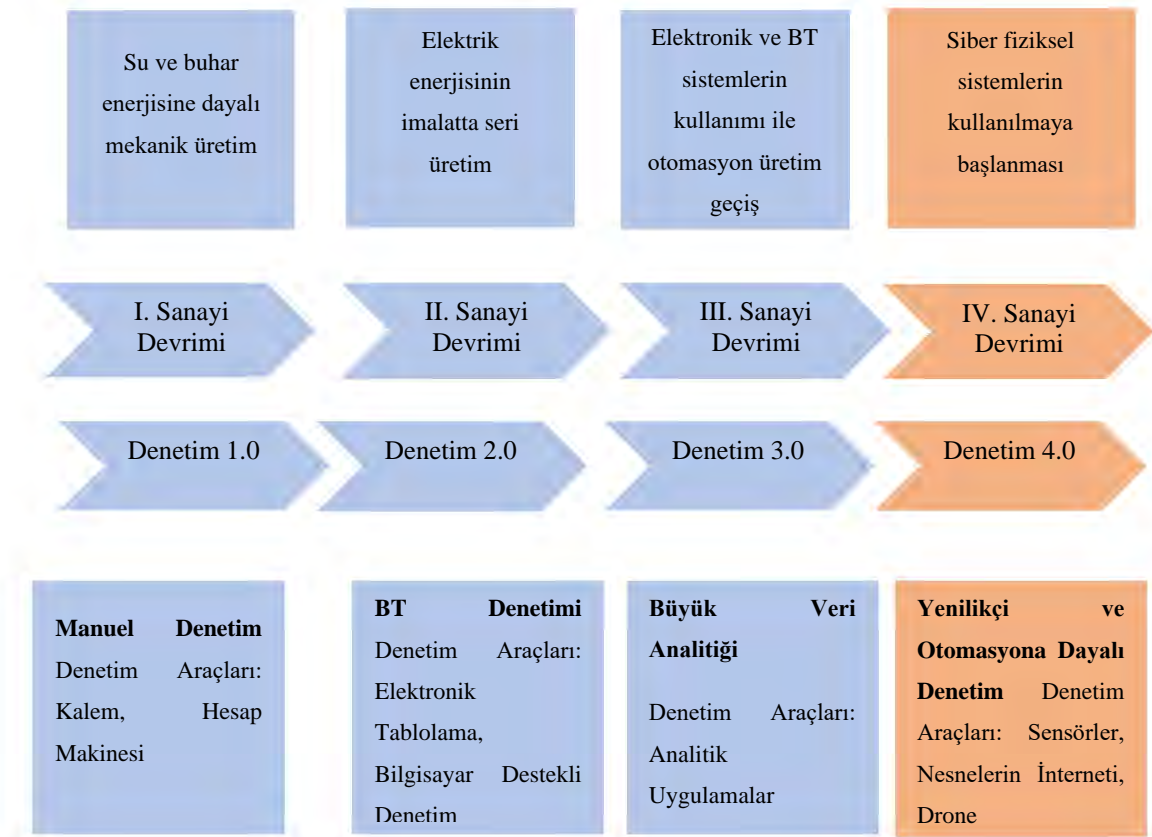 Su ve buhar
enerjisine dayalı
mekanik üretim
Elektrik
enerjisinin
imalatta seri
üretim
Elektronik ve BT
sistemlerin
kullanımı ile
otomasyon üretim
geçiş
Siber fiziksel
sistemlerin
kullanılmaya
başlanması
I. Sanayi
Devrimi
II. Sanayi
Devrimi
III. Sanayi
Devrimi
IV. Sanayi
Devrimi
Denetim 1.0
Denetim 2.0
Denetim 3.0
Denetim 4.0
Manuel Denetim
Denetim Araçları:
Kalem, Hesap
Makinesi
BT Denetimi
Denetim Araçları:
Elektronik
Tablolama,
Bilgisayar Destekli
Denetim
Büyük Veri
Analitiği
Denetim Araçları:
Analitik
Uygulamalar
Yenilikçi ve
Otomasyona Dayalı
Denetim Denetim
Araçları: Sensörler,
Nesnelerin İnterneti,
Drone